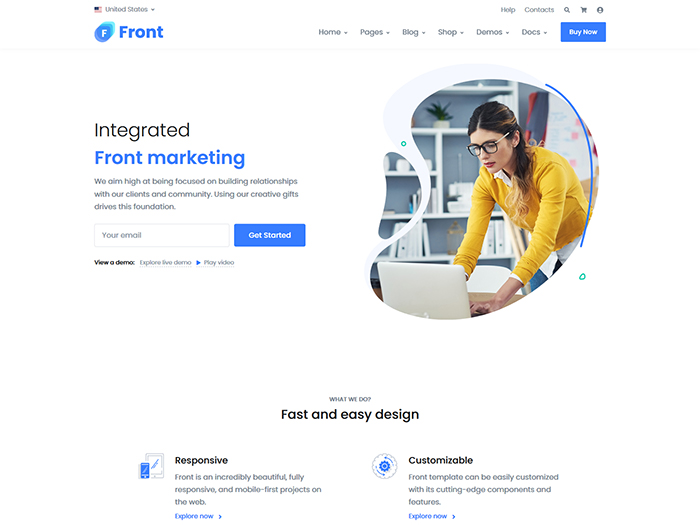 United States
Help Contacts
F Front
Home Pages Blog Shop Demos Docs Buy Now
Integrated
Front marketing
We aim high at being focused on building relationships
with our clients and community. Using our creative gifts
drives this foundation.
Your email Get Started
View a demo: Explore live demo Play video
WHAT WE DO?
Fast and easy design
Responsive
Front is an incredibly beautiful, fully
responsive, and mobile-first projects on
the web.
Explore now
Customizable
Front template can be easily customized
with its cutting-edge components and
features.
Explore now